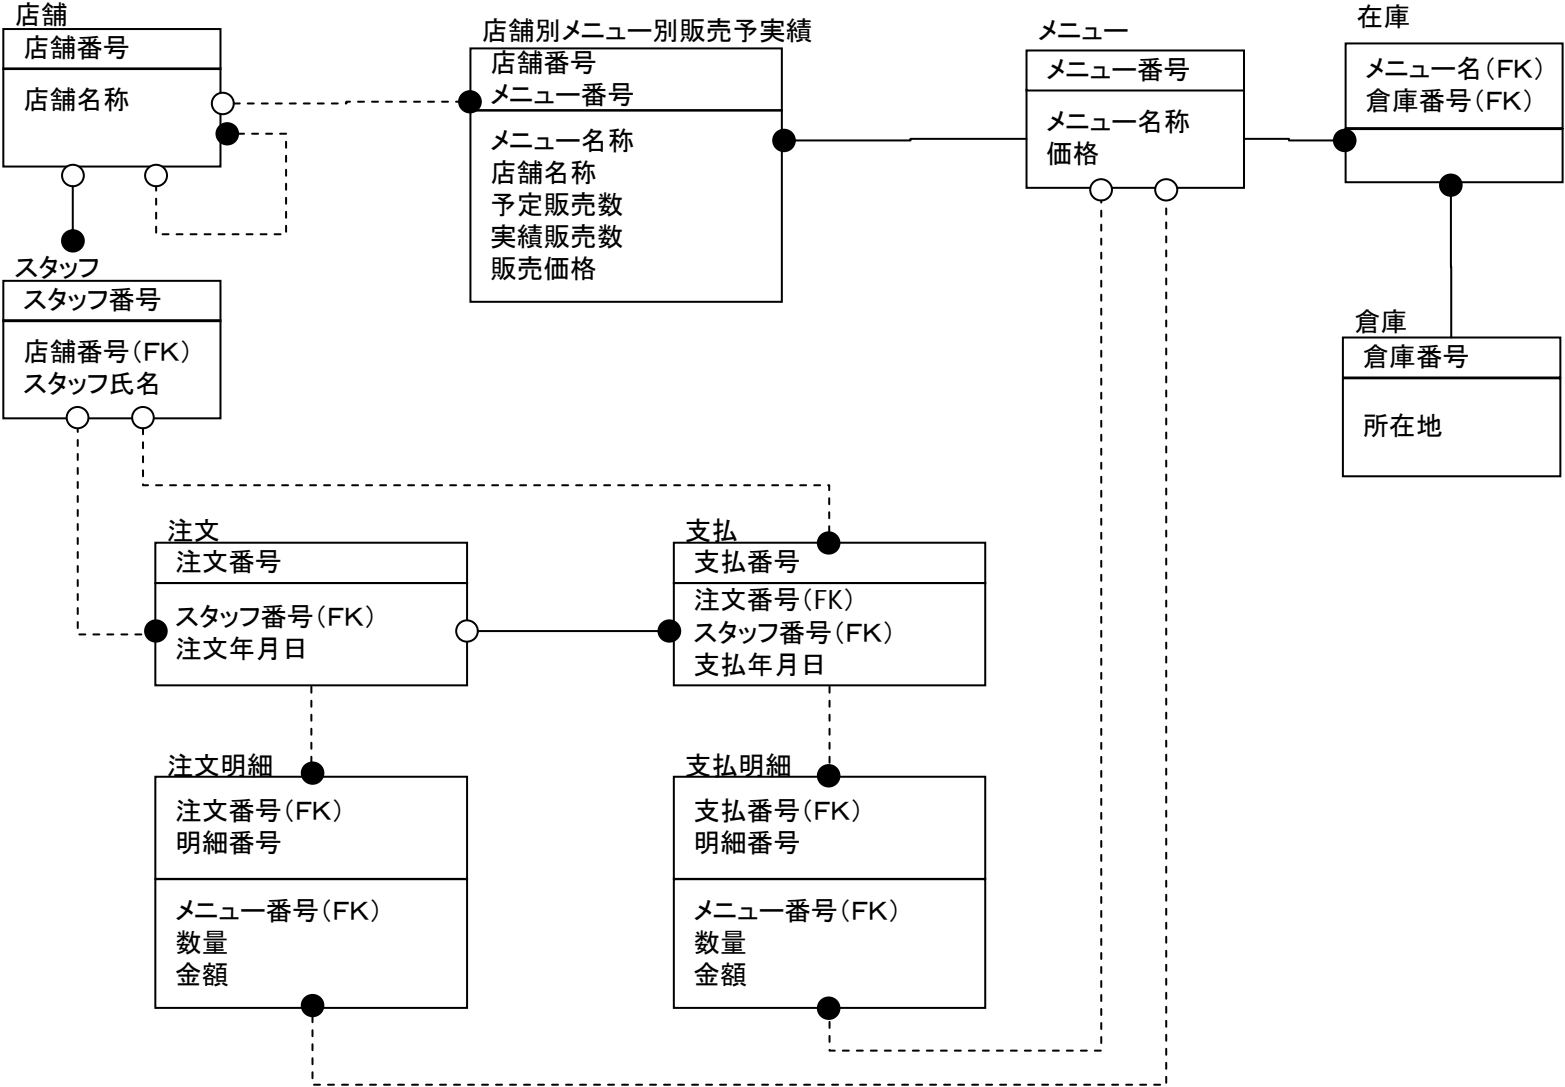 店舗
店舗番号
店舗名称
店舗別メニュー別販売予実績
店舗番号
メニュー番号
メニュー名称
店舗名称
予定販売数
実績販売数
販売価格
メニュー
メニュー番号
メニュー名称
価格
在庫
メニュー名(FK)
倉庫番号(FK)
スタッフ
スタッフ番号
店舗番号(FK)
スタッフ氏名
倉庫
倉庫番号
所在地
注文
注文番号
スタッフ番号(FK)
注文年月日
支払
支払番号
注文番号(FK)
スタッフ番号(FK)
支払年月日
注文明細
注文番号(FK)
明細番号
メニュー番号(FK)
数量
金額
支払明細
支払番号(FK)
明細番号
メニュー番号(FK)
数量
金額